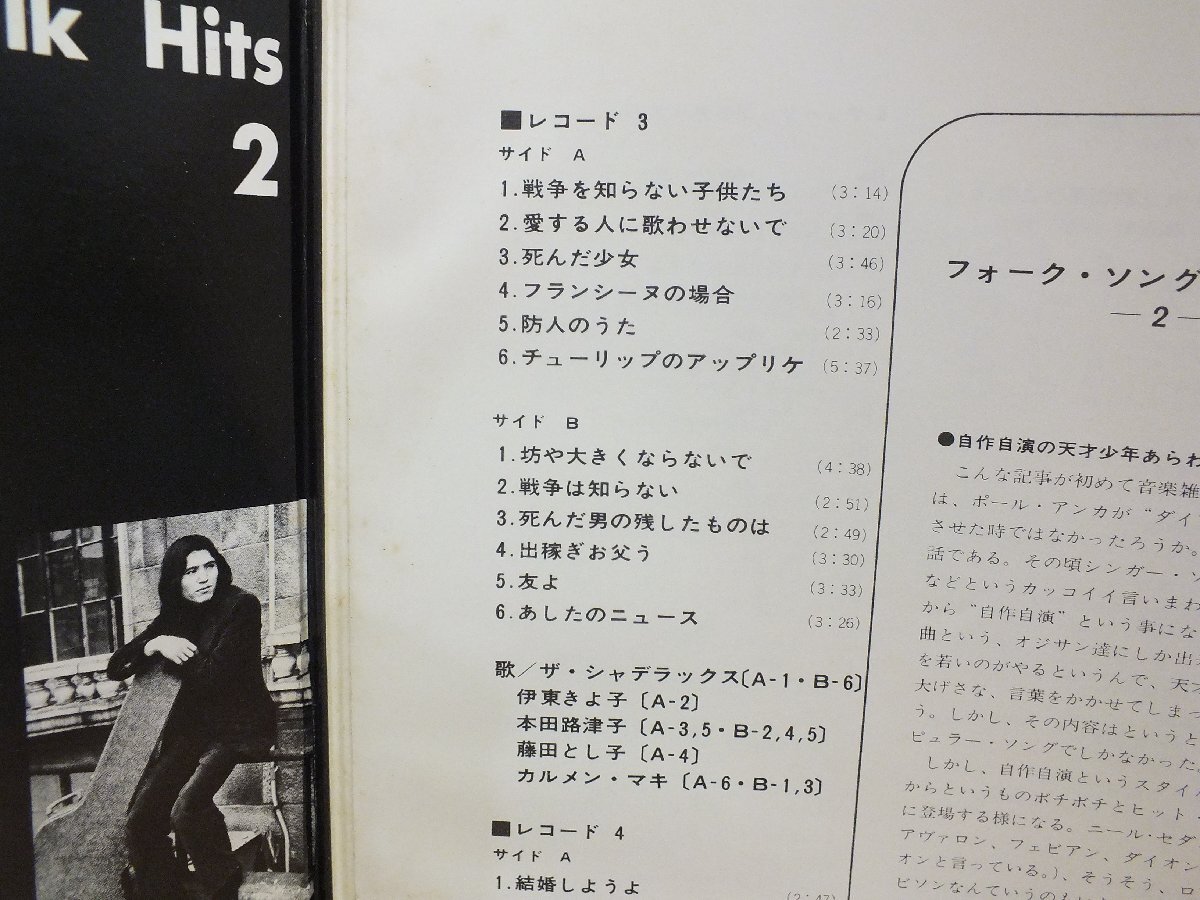 lk Hits
2
■レコード 3
サイド A
1.戦争を知らない子供たち (3:14)
2.愛する人に歌わせないで (3:20)
3.死んだ少女 (3:46)
4.フランシーヌの場合 (3:16)
5.防人のうた (2:33)
6.チューリップのアップリケ (5:37)
サイド B
1.坊や大きくならないで (4:38)
2.戦争は知らない (2:51)
3.死んだ男の残したものは (2:49)
4.出稼ぎお父う (3:30)
5.友よ (3:33)
6.あしたのニュース (3:26)
歌/ザ・シャデラックス〔A-1・B-6〕
伊東きよ子〔A-2〕
本田路津子〔A-3,5・B-2,4,5〕
藤田とし子〔A-4〕
カルメン・マキ〔A-6・B-1,3〕
■レコード 4
サイド A
1.結婚しようよ (2:47)
フォーク・ソング
―2―
●自作自演の天才少年あらわ
こんな記事が初めて音楽雑
は、ポール・アンカが“ダイ
させた時ではなかったろうか。
話である。その頃シンガー・ソ
などというカッコイイ言いまわ
から“自作自演”という事にな
曲という、オジサン達にしか出来
を若いのがやるというんで、天才
大げさな、言葉をかかせてしまっ
う。しかし、その内容はというと
ピュラー・ソングでしかなかった。
しかし、自作自演というスタイル
からというものポチポチとヒット・
に登場する様になる。ニール・セダ
アヴァロン、フェビアン、ダイオン
オンと言っている。)、そうそう、ロ
ビソンなんていうのも